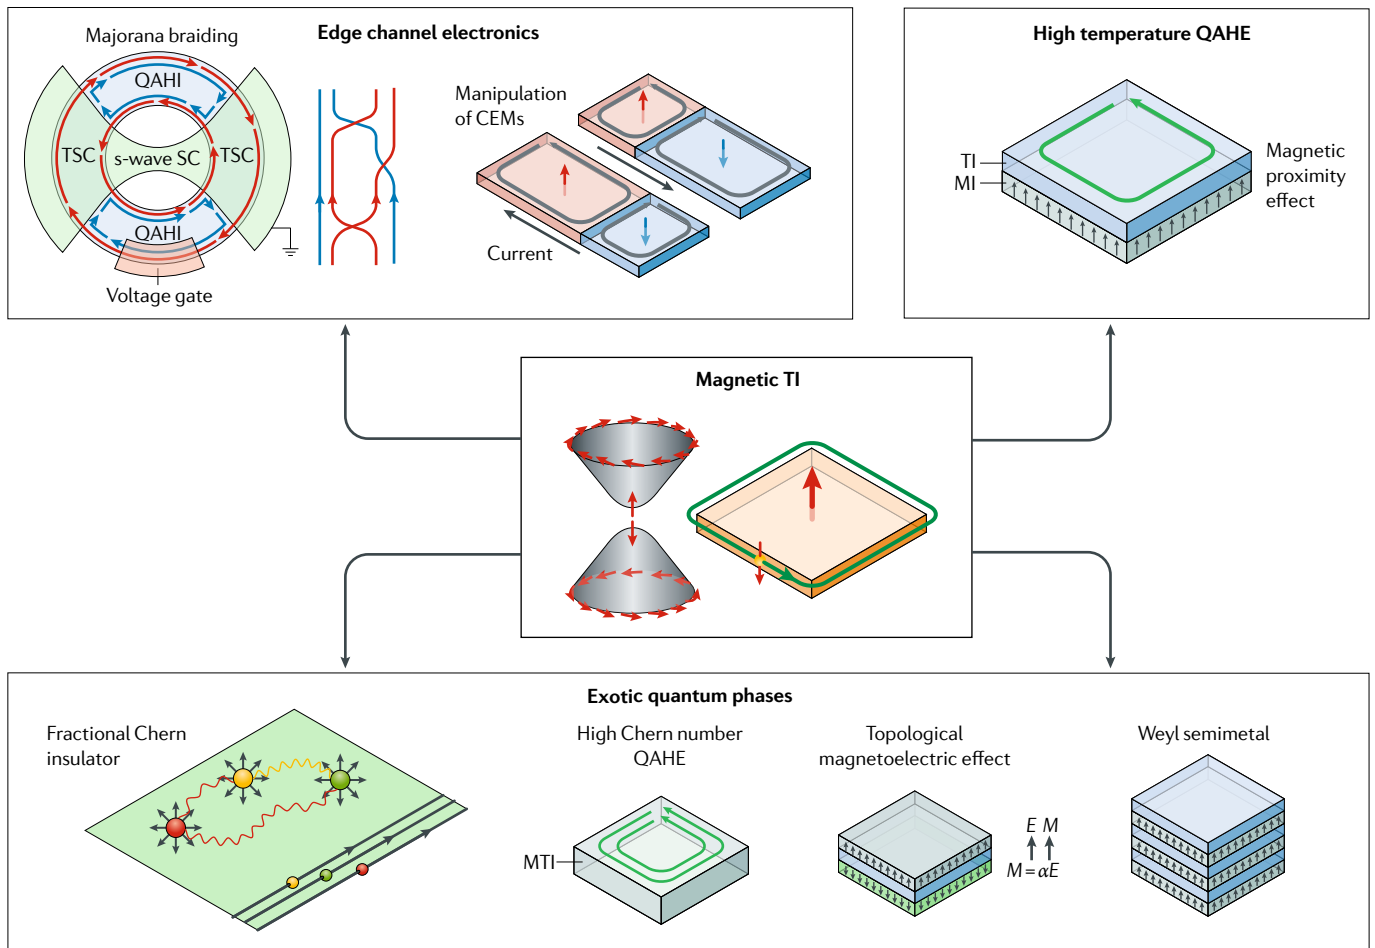 Edge channel electronics
Majorana braiding
QAHI
TSC
s-wave SC
TSC
QAHI
Voltage gate
Manipulation
of CEMs
Current
High temperature QAHE
TI
MI
Magnetic
proximity
effect
Magnetic TI
Exotic quantum phases
Fractional Chern
insulator
High Chern number
QAHE
MTI
Topological
magnetoelectric effect
E M
M = αE
Weyl semimetal